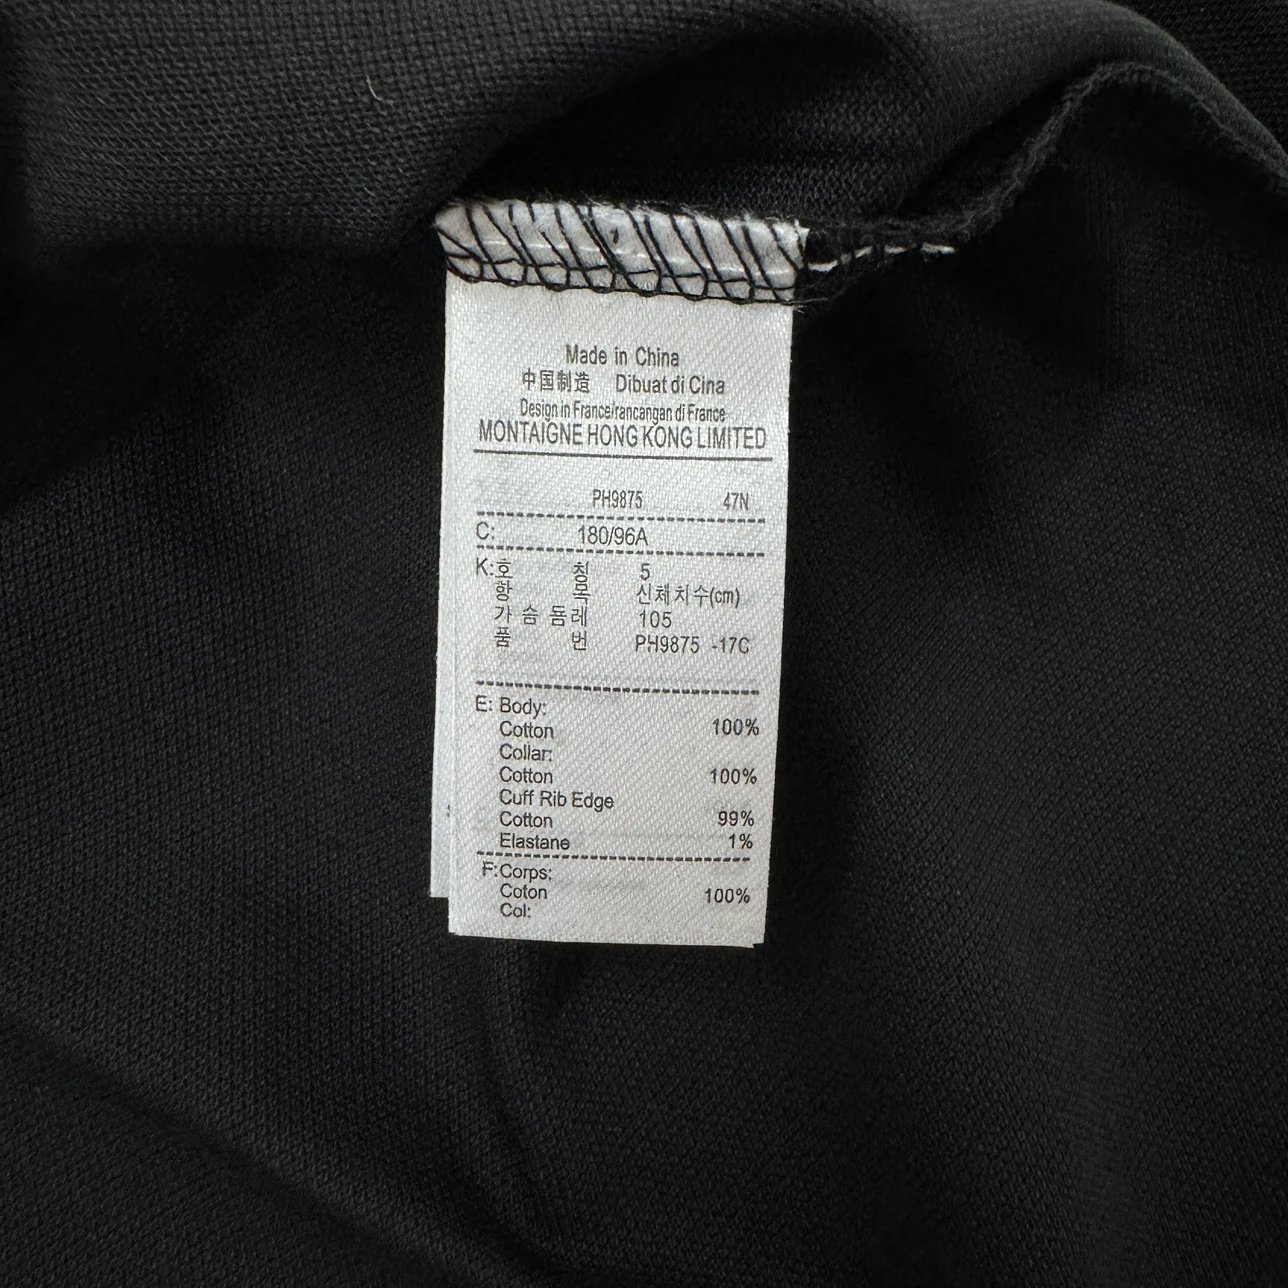 Made in China
中国制造 Dibuat di Cina
Design in France/rancangan di France
MONTAIGNE HONG KONG LIMITED
PH9875 47N
C: 180/96A
K:호 칭 5
항 목 신체치수(cm)
가 슴 둠 레 105
품 번 PH9875 -17C
E: Body:
Cotton 100%
Collar:
Cotton 100%
Cuff Rib Edge
Cotton 99%
Elastane 1%
F:Corps:
Coton 100%
Col: